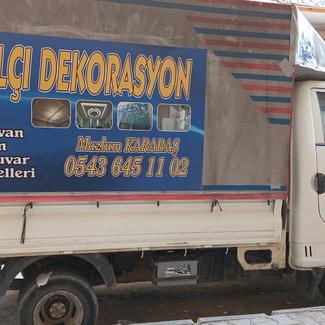 LÇI DEKORASYON
van
n
uvar
elleri
Mazlum KARABAŞ
0543 645 11 02